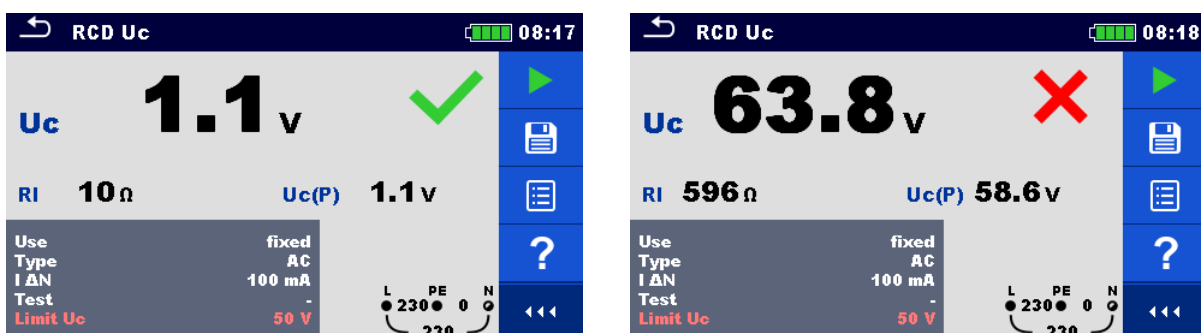 RCD Uc 08:17
Uc 1.1 V
RI 10 Ω Uc(P) 1.1 V
Use fixed
Type AC
I ΔN 100 mA
Test -
Limit Uc 50 V
?
L PE N
230 0
230
RCD Uc 08:18
Uc 63.8 V
RI 596 Ω Uc(P) 58.6 V
Use fixed
Type AC
I ΔN 100 mA
Test -
Limit Uc 50 V
?
L PE N
230 0
230